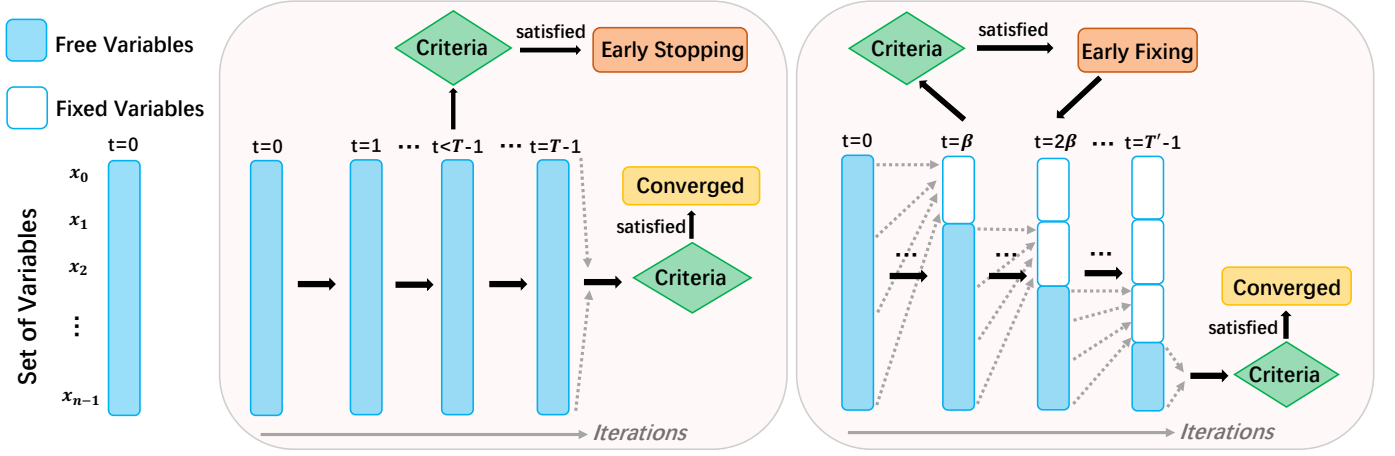 Free Variables
Fixed Variables
Set of Variables
t=0
x0
x1
x2
⋮
xn−1
Criteria
satisfied
Early Stopping
t=0
t=1
...
t<T-1
...
t=T-1
Converged
satisfied
Criteria
Iterations
Criteria
satisfied
Early Fixing
t=0
t=β
t=2β
...
t=T′-1
...
...
...
Converged
satisfied
Criteria
Iterations